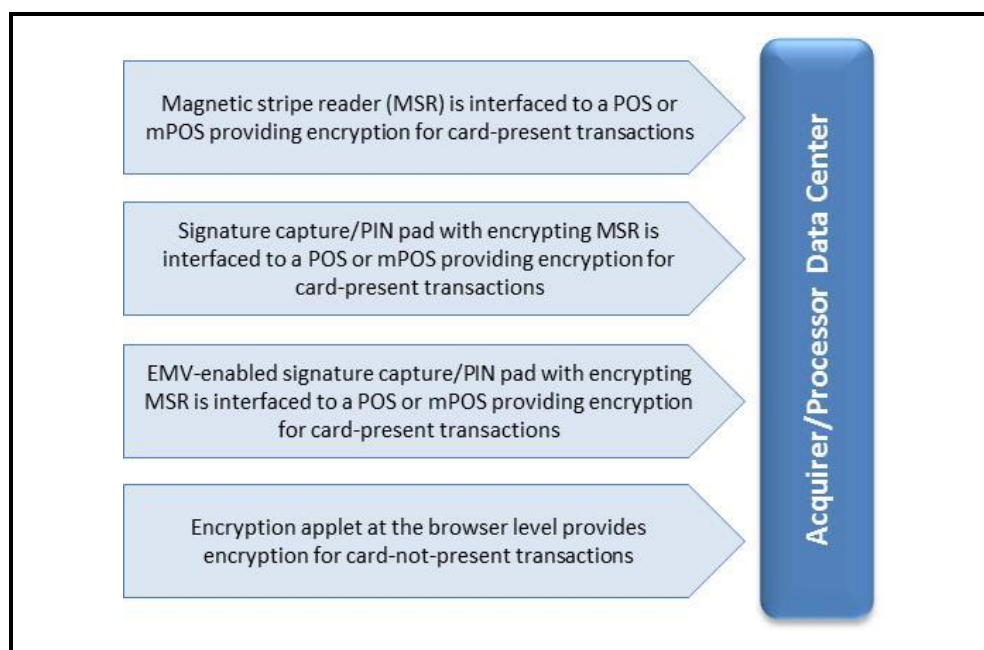 Magnetic stripe reader (MSR) is interfaced to a POS or
mPOS providing encryption for card-present transactions
Signature capture/PIN pad with encrypting MSR is
interfaced to a POS or mPOS providing encryption for
card-present transactions
EMV-enabled signature capture/PIN pad with encrypting
MSR is interfaced to a POS or mPOS providing encryption
for card-present transactions
Encryption applet at the browser level provides
encryption for card-not-present transactions
Acquirer/Processor Data Center